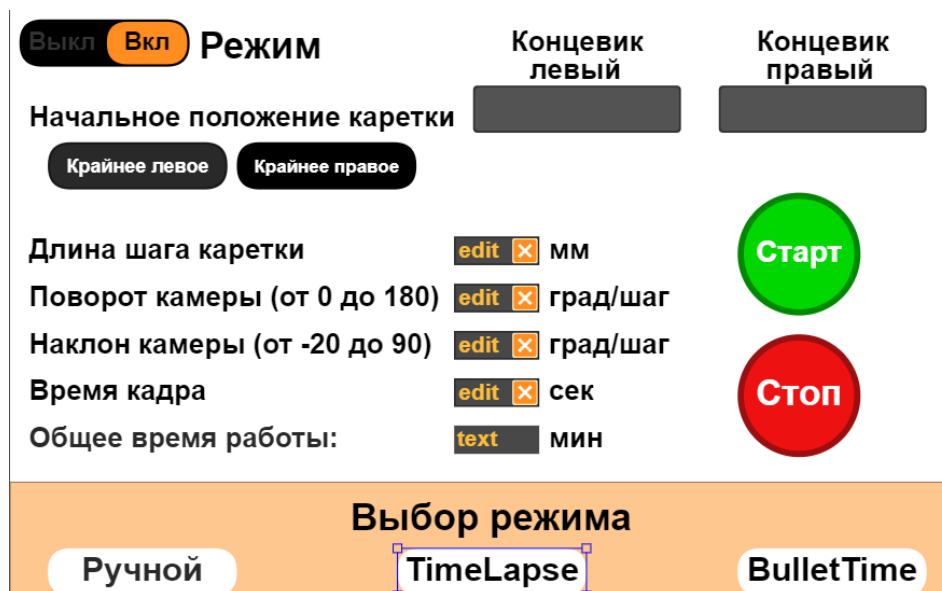 Выкл Вкл Режим
Концевик левый
Концевик правый
Начальное положение каретки
Крайнее левое Крайнее правое
Длина шага каретки edit мм
Старт
Поворот камеры (от 0 до 180) edit град/шаг
Наклон камеры (от -20 до 90) edit град/шаг
Время кадра edit сек
Стоп
Общее время работы: text мин
Выбор режима
Ручной TimeLapse BulletTime